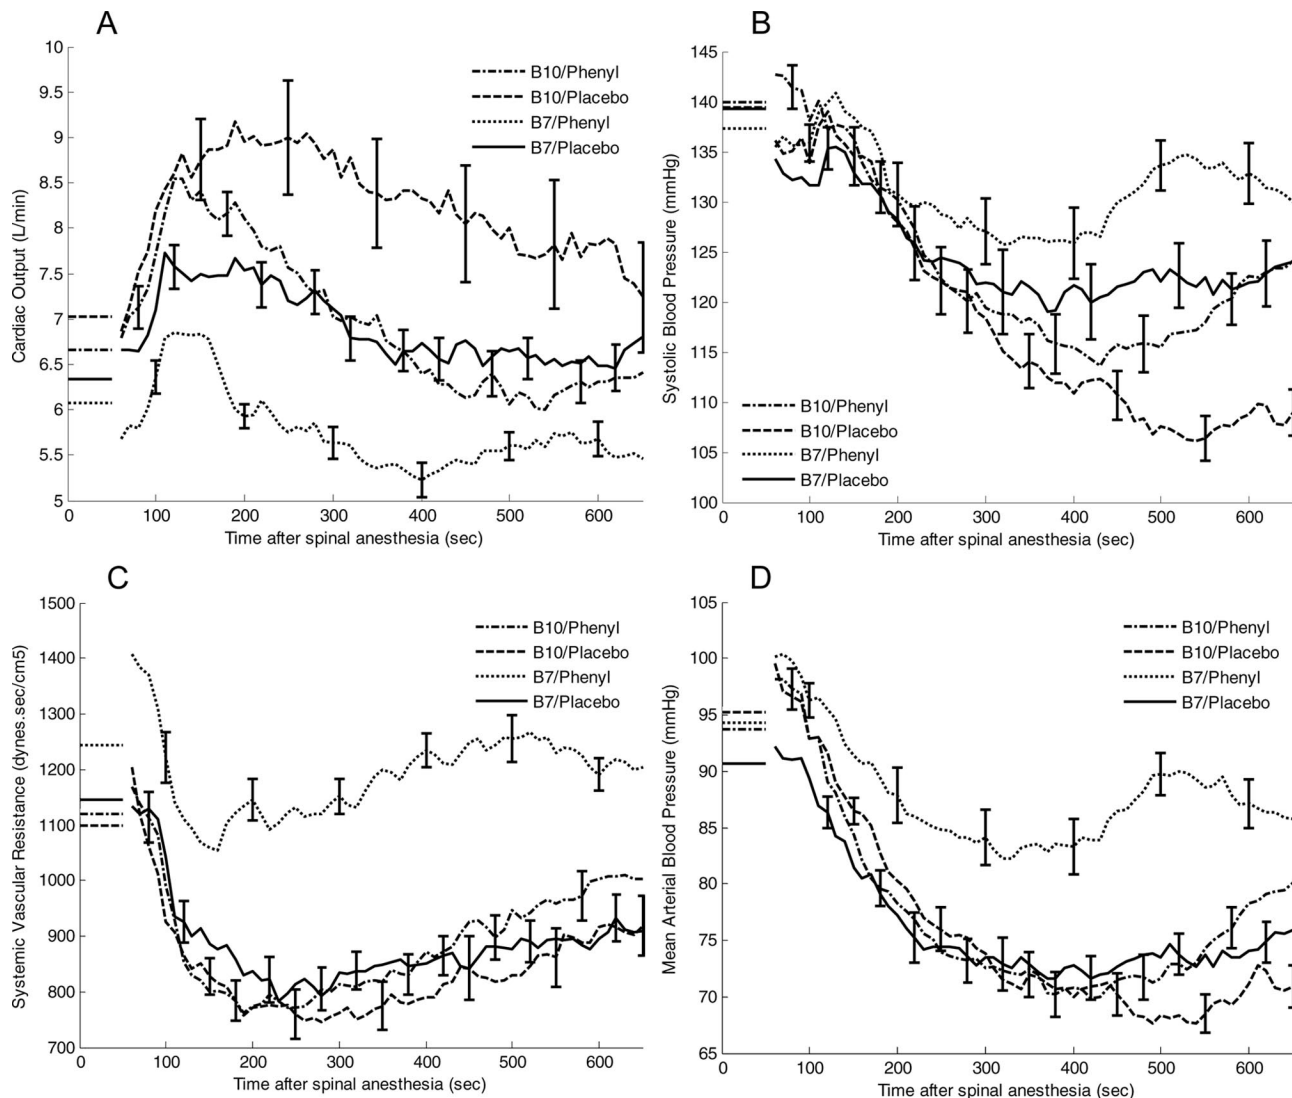 A
Cardiac Output (L/min)
10
9.5
9
8.5
8
7.5
7
6.5
6
5.5
5
0
100
200
300
400
500
600
Time after spinal anesthesia (sec)
B10/Phenyl
B10/Placebo
B7/Phenyl
B7/Placebo
B
Systolic Blood Pressure (mmHg)
145
140
135
130
125
120
115
110
105
100
0
100
200
300
400
500
600
Time after spinal anesthesia (sec)
B10/Phenyl
B10/Placebo
B7/Phenyl
B7/Placebo
C
Systemic Vascular Resistance (dynes.sec/cm5)
1500
1400
1300
1200
1100
1000
900
800
700
0
100
200
300
400
500
600
Time after spinal anesthesia (sec)
B10/Phenyl
B10/Placebo
B7/Phenyl
B7/Placebo
D
Mean Arterial Blood Pressure (mmHg)
105
100
95
90
85
80
75
70
65
0
100
200
300
400
500
600
Time after spinal anesthesia (sec)
B10/Phenyl
B10/Placebo
B7/Phenyl
B7/Placebo